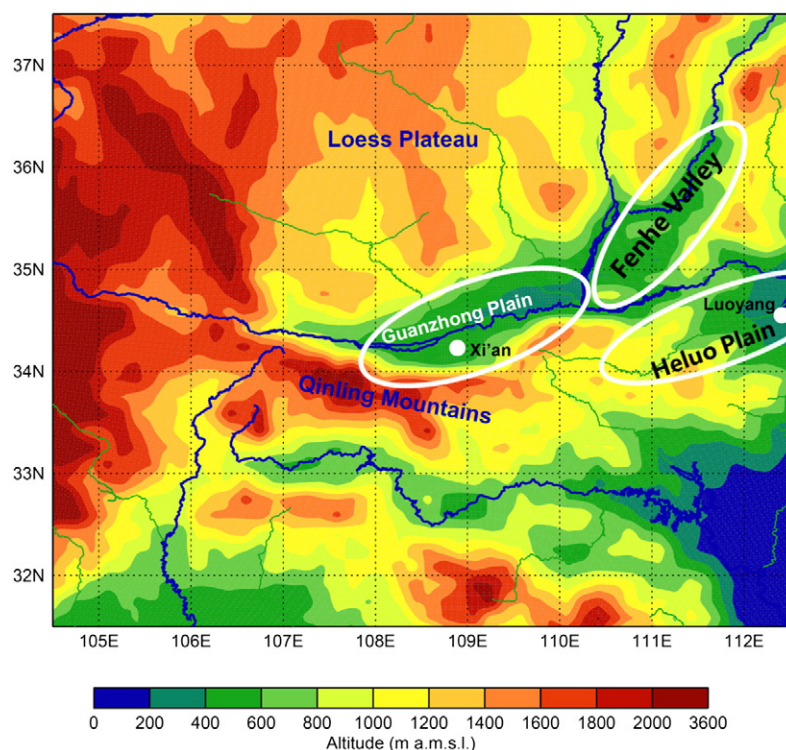 37N
36N
35N
34N
33N
32N
Loess Plateau
Fenhe Valley
Guanzhong Plain
Luoyang
Xi'an
Heluo Plain
Qinling Mountains
105E 106E 107E 108E 109E 110E 111E 112E
0 200 400 600 800 1000 1200 1400 1600 1800 2000 3600
Altitude (m a.m.s.l.)